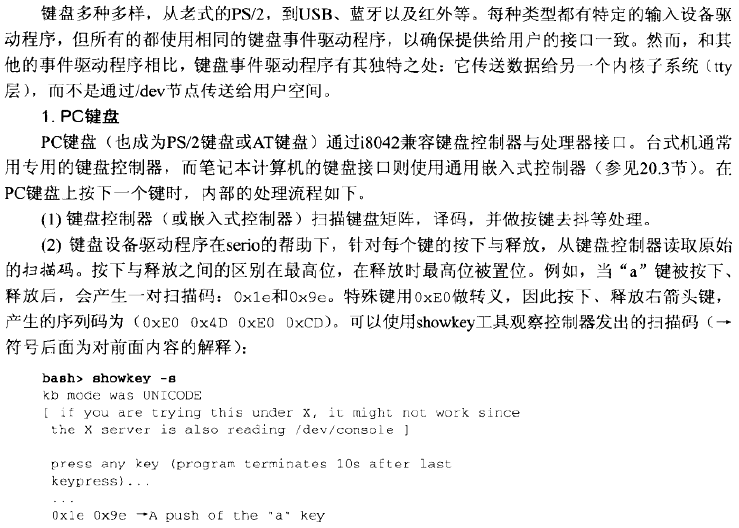 键盘多种多样，从老式的PS/2，到USB、蓝牙以及红外等。每种类型都有特定的输入设备驱
动程序，但所有的都使用相同的键盘事件驱动程序，以确保提供给用户的接口一致。然而，和其
他的事件驱动程序相比，键盘事件驱动程序有其独特之处：它传送数据给另一个内核子系统（tty
层），而不是通过/dev节点传送给用户空间。
1. PC键盘
PC键盘（也成为PS/2键盘或AT键盘）通过i8042兼容键盘控制器与处理器接口。台式机通常
用专用的键盘控制器，而笔记本计算机的键盘接口则使用通用嵌入式控制器（参见20.3节）。在
PC键盘上按下一个键时，内部的处理流程如下。
(1) 键盘控制器（或嵌入式控制器）扫描键盘矩阵，译码，并做按键去抖等处理。
(2) 键盘设备驱动程序在serio的帮助下，针对每个键的按下与释放，从键盘控制器读取原始
的扫描码。按下与释放之间的区别在最高位，在释放时最高位被置位。例如，当“a”键被按下、
释放后，会产生一对扫描码：0x1e和0x9e。特殊键用0xE0做转义，因此按下、释放右箭头键，
产生的序列码为（0xE0 0x4D 0xE0 0xCD）。可以使用showkey工具观察控制器发出的扫描码（→
符号后面为对前面内容的解释）：
bash> showkey -s
kb mode was UNICODE
[ if you are trying this under X, it might not work since
the X server is also reading /dev/console ]
press any key (program terminates 10s after last
keypress)...
...
0x1e 0x9e →A push of the "a" key